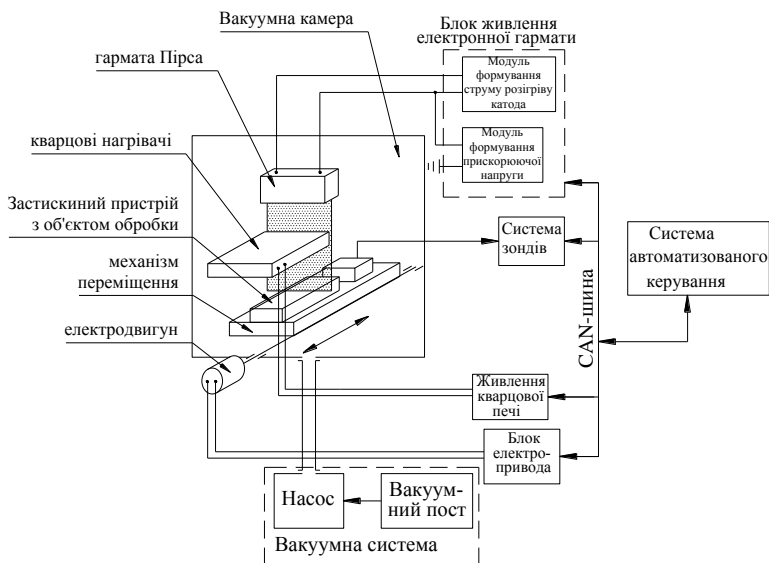 Вакуумна камера
гармата Пірса
кварцові нагрівачі
Застискиний пристрій
з об'єктом обробки
механізм
переміщення
електродвигун
Блок живлення
електронної гармати
Модуль
формування
струму розігріву
катода
Модуль
формування
прискорюючої
напруги
Система
зондів
CAN-шина
Система
автоматизованого
керування
Живлення
кварцової
печі
Блок
електро-
привода
Насос
Вакуум-
ний пост
Вакуумна система